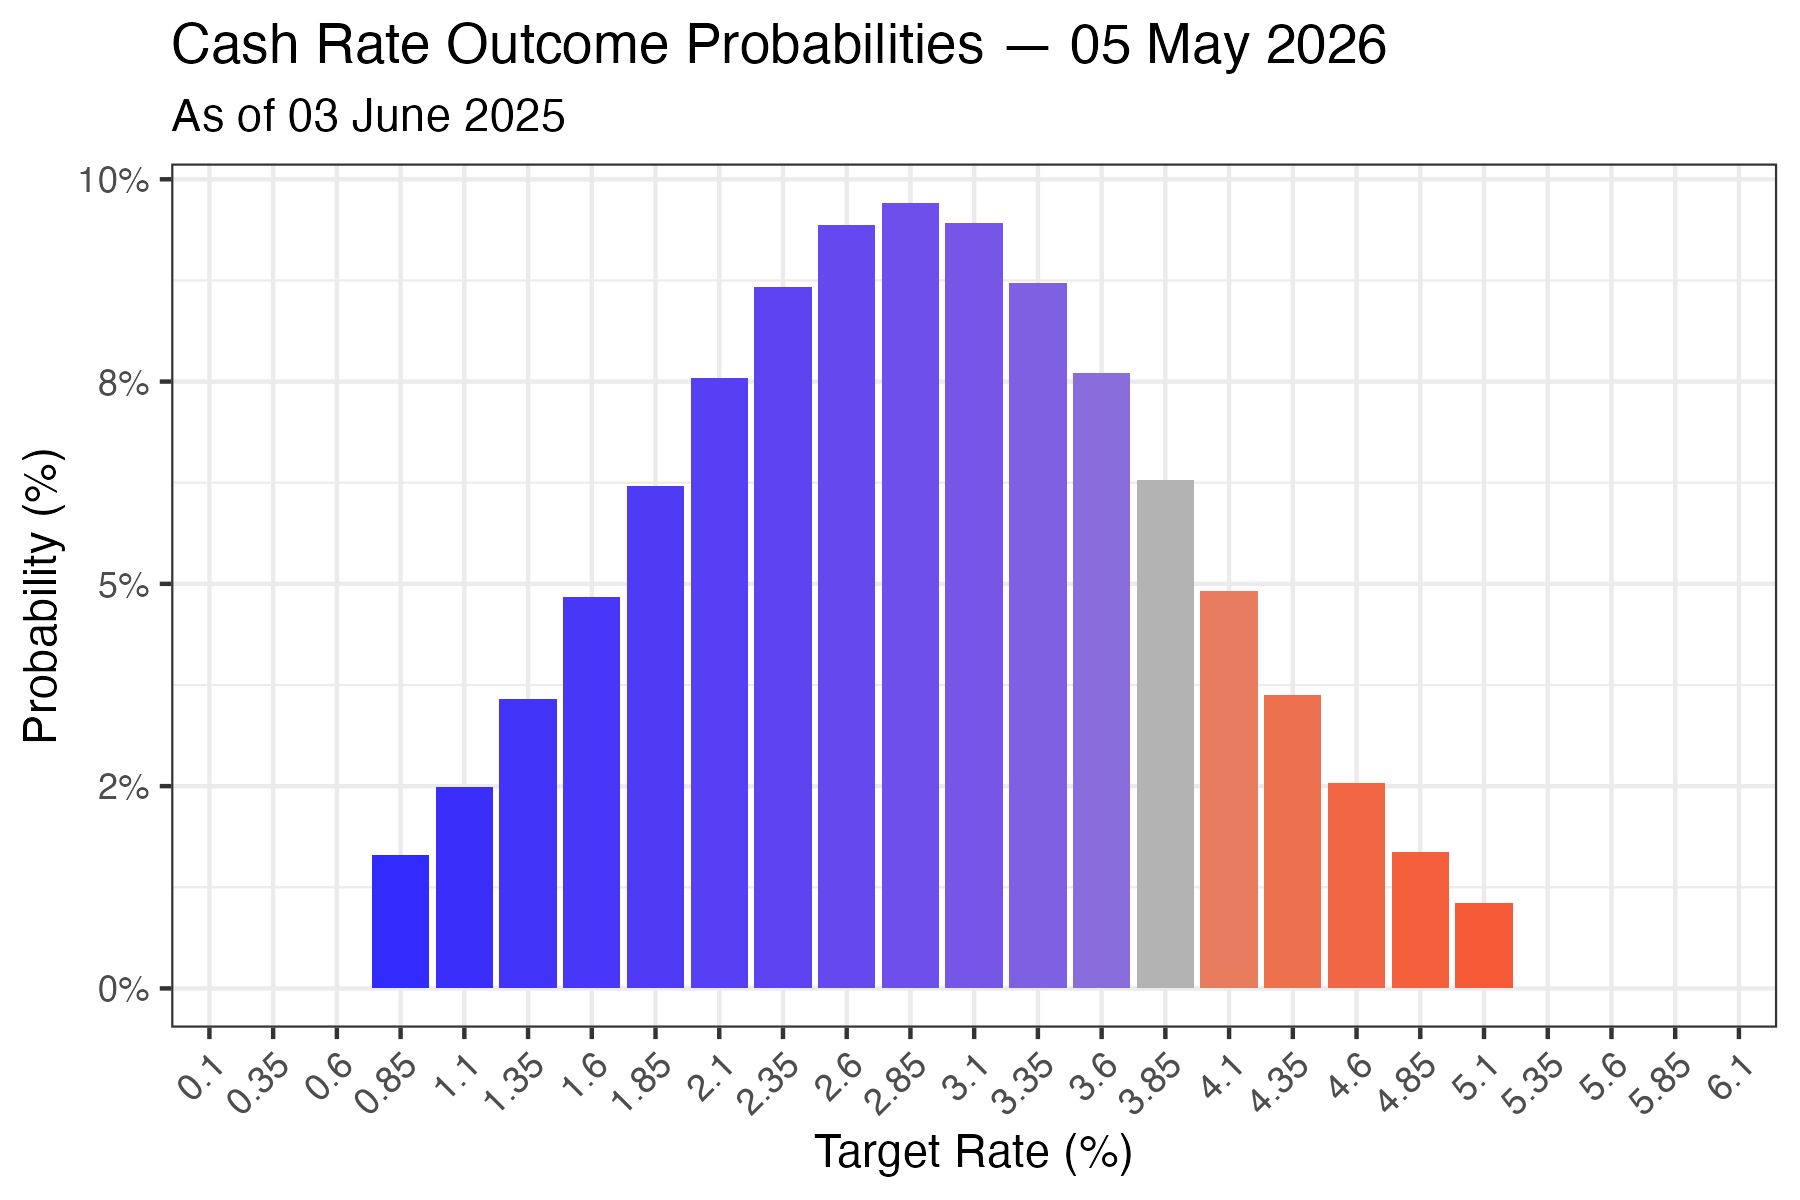 Cash Rate Outcome Probabilities — 05 May 2026
As of 03 June 2025
Probability (%)
10%
8%
5%
2%
0%
0.1 0.35 0.6 0.85 1.1 1.35 1.6 1.85 2.1 2.35 2.6 2.85 3.1 3.35 3.6 3.85 4.1 4.35 4.6 4.85 5.1 5.35 5.6 5.85 6.1
Target Rate (%)